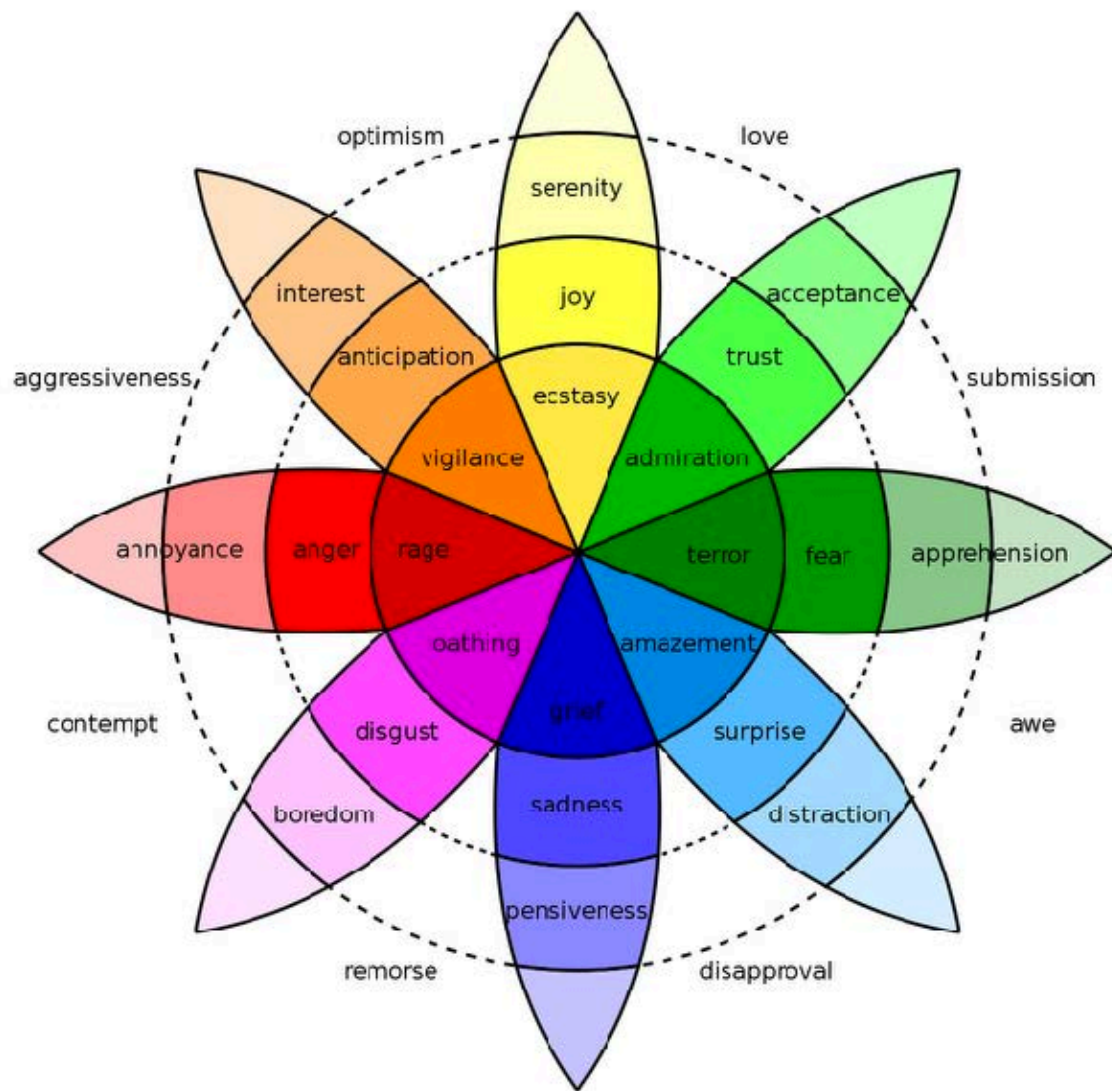 optimism
love
serenity
interest
joy
acceptance
anticipation
trust
aggressiveness
submission
ecstasy
vigilance
admiration
annoyance
anger
rage
terror
fear
apprehension
oathing
amazement
contempt
disgust
grief
surprise
awe
boredom
sadness
distraction
pensiveness
remorse
disapproval